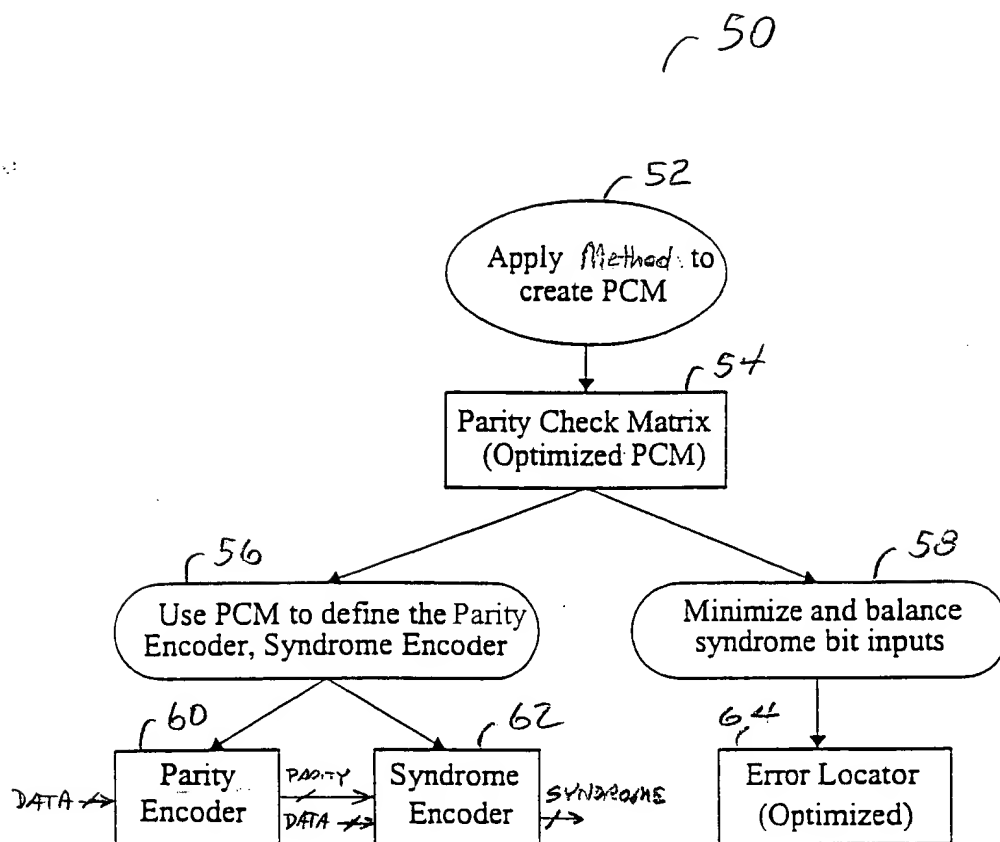 50
52
Apply Method to
create PCM
54
Parity Check Matrix
(Optimized PCM)
56
58
Use PCM to define the Parity
Encoder, Syndrome Encoder
Minimize and balance
syndrome bit inputs
60
62
64
DATA
Parity
Encoder
PARITY
DATA
Syndrome
Encoder
SYNDROME
Error Locator
(Optimized)